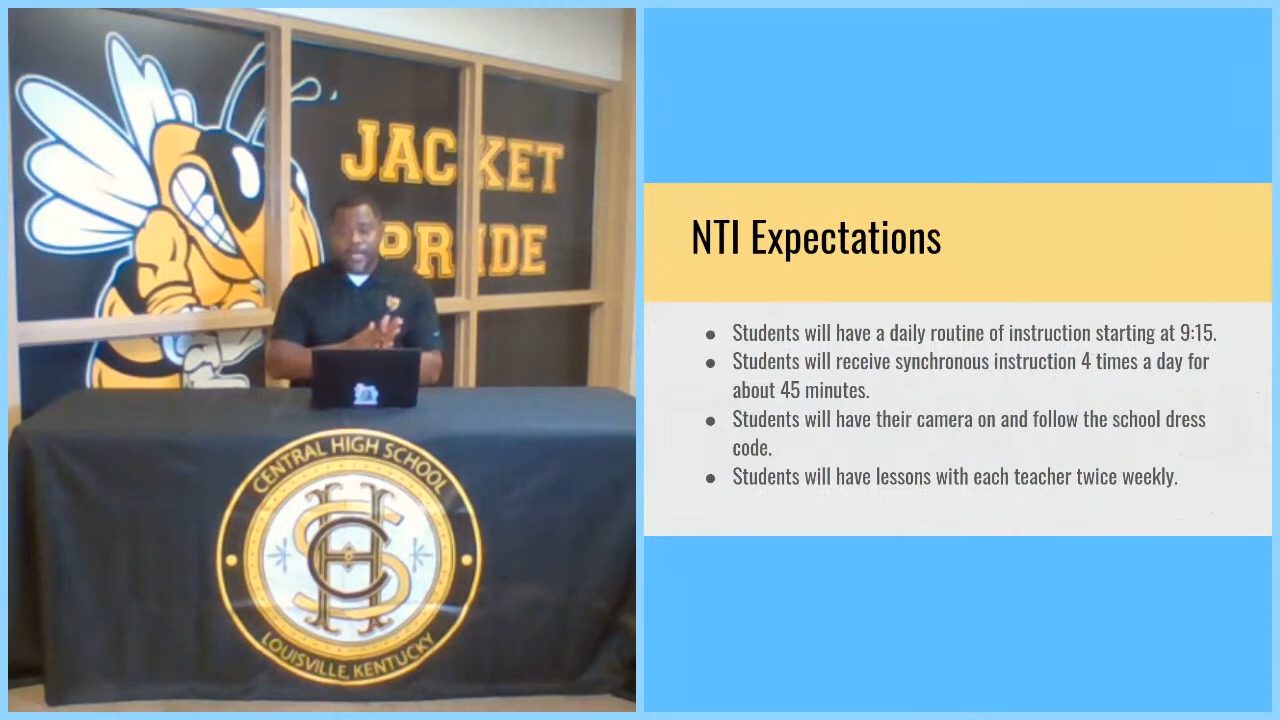 JACKET
PRIDE
CENTRAL HIGH SCHOOL
CHS
LOUISVILLE, KENTUCKY
NTI Expectations
● Students will have a daily routine of instruction starting at 9:15.
● Students will receive synchronous instruction 4 times a day for
about 45 minutes.
● Students will have their camera on and follow the school dress
code.
● Students will have lessons with each teacher twice weekly.